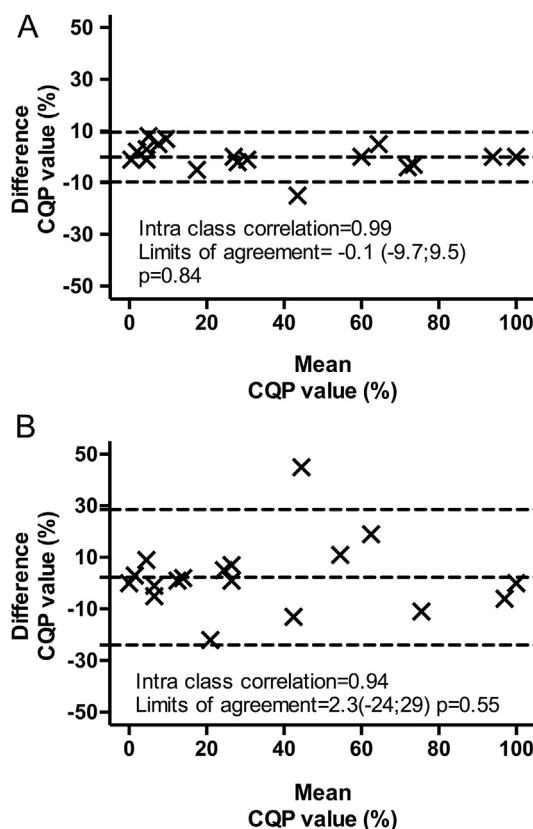 A
Difference
CQP value (%)
50
30
10
-10
-30
-50
Intra class correlation=0.99
Limits of agreement= -0.1 (-9.7;9.5)
p=0.84
0 20 40 60 80 100
Mean
CQP value (%)
B
Difference
CQP value (%)
50
30
10
-10
-30
-50
Intra class correlation=0.94
Limits of agreement=2.3(-24;29) p=0.55
0 20 40 60 80 100
Mean
CQP value (%)